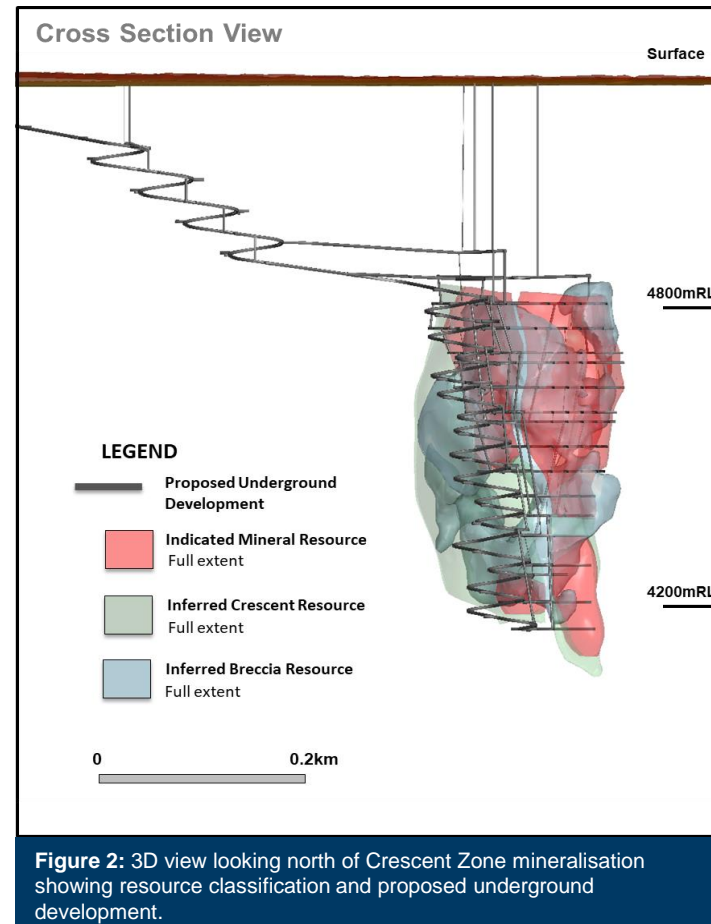 Cross Section View
Surface
4800mRL
LEGEND
Proposed Underground
Development
Indicated Mineral Resource
Full extent
Inferred Crescent Resource
Full extent
4200mRL
Inferred Breccia Resource
Full extent
0 0.2km
Figure 2: 3D view looking north of Crescent Zone mineralisation
showing resource classification and proposed underground
development.